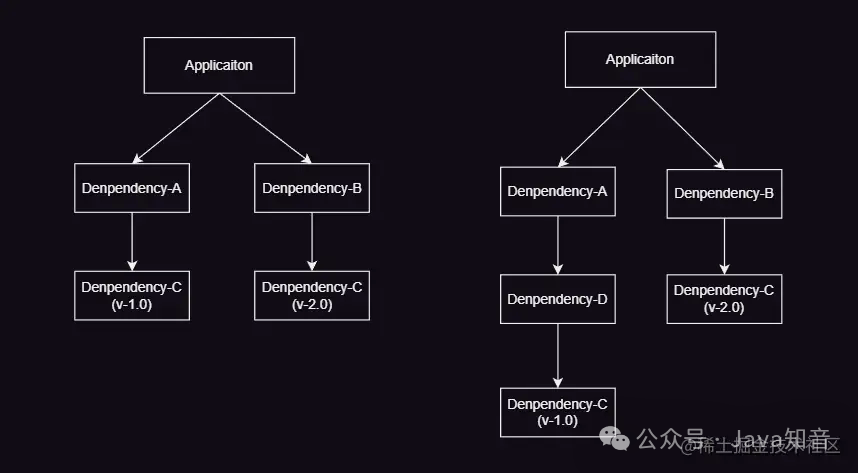 Applicaiton
Denpendency-A
Denpendency-B
Denpendency-C
(v-1.0)
Denpendency-C
(v-2.0)
Applicaiton
Denpendency-A
Denpendency-B
Denpendency-D
Denpendency-C
(v-2.0)
Denpendency-C
(v-1.0)
公众号 · Java知音
@稀土掘金技术社区